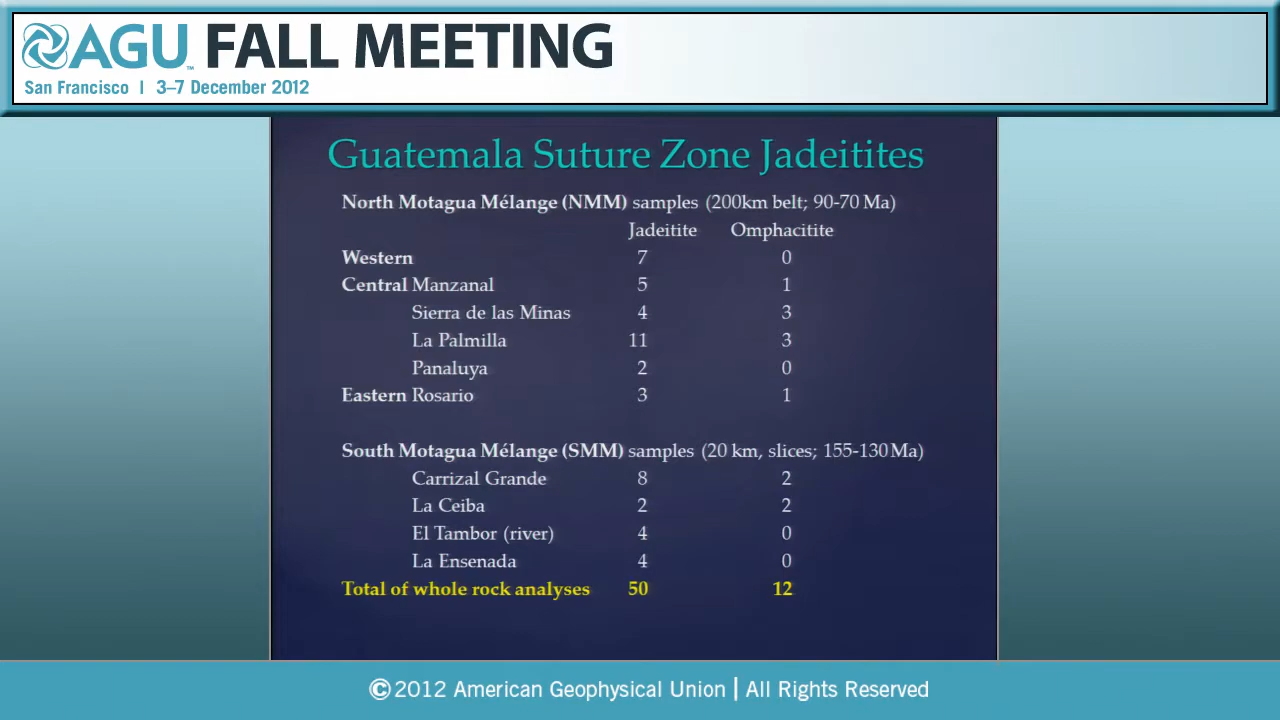 AGU™ FALL MEETING
San Francisco | 3–7 December 2012
Guatemala Suture Zone Jadeitites
North Motagua Mélange (NMM) samples (200km belt; 90-70 Ma)
Jadeitite Omphacitite
Western 7 0
Central Manzanal 5 1
Sierra de las Minas 4 3
La Palmilla 11 3
Panaluya 2 0
Eastern Rosario 3 1
South Motagua Mélange (SMM) samples (20 km, slices; 155-130 Ma)
Carrizal Grande 8 2
La Ceiba 2 2
El Tambor (river) 4 0
La Ensenada 4 0
Total of whole rock analyses 50 12
©2012 American Geophysical Union | All Rights Reserved